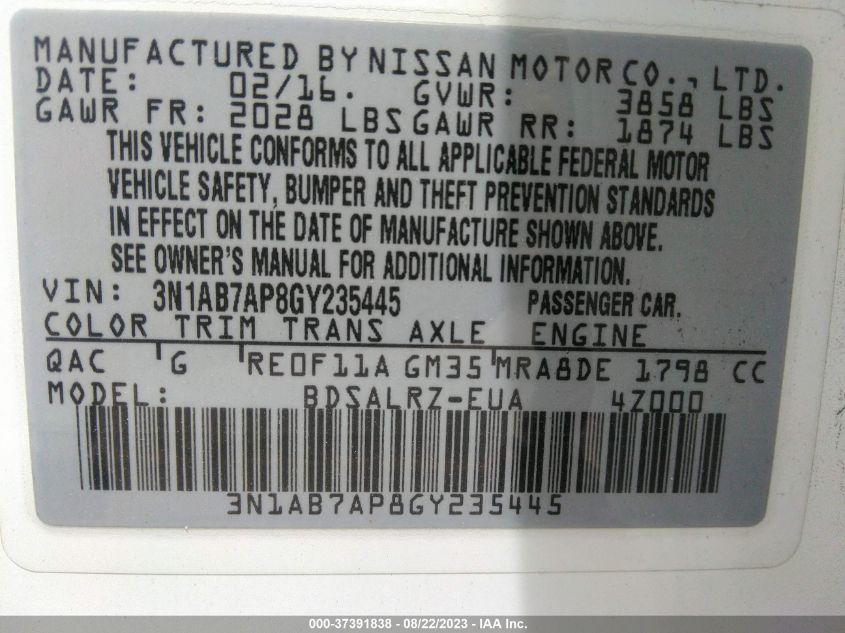 MANUFACTURED BY NISSAN MOTOR CO., LTD.
DATE: 02/16. GVWR: 3858 LBS
GAWR FR: 2028 LBS GAWR RR: 1874 LBS
THIS VEHICLE CONFORMS TO ALL APPLICABLE FEDERAL MOTOR
VEHICLE SAFETY, BUMPER AND THEFT PREVENTION STANDARDS
IN EFFECT ON THE DATE OF MANUFACTURE SHOWN ABOVE.
SEE OWNER'S MANUAL FOR ADDITIONAL INFORMATION.
VIN: 3N1AB7AP8GY235445 PASSENGER CAR.
COLOR TRIM TRANS AXLE ENGINE
QAC G RE0F11A GM35 MRA8DE 1798 CC
MODEL: BDSALRZ-EUA 4Z000
3N1AB7AP8GY235445
000-37391838 - 08/22/2023 - IAA Inc.